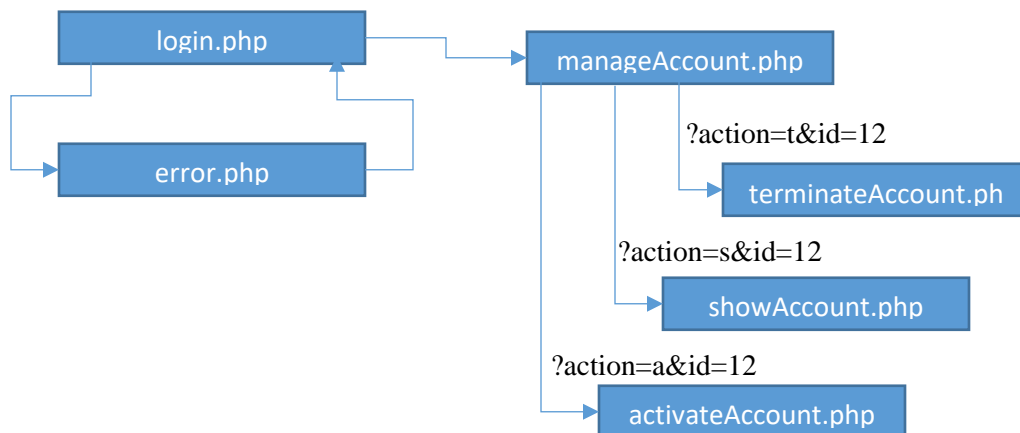 login.php
manageAccount.php
?action=t&id=12
error.php
terminateAccount.ph
?action=s&id=12
showAccount.php
?action=a&id=12
activateAccount.php